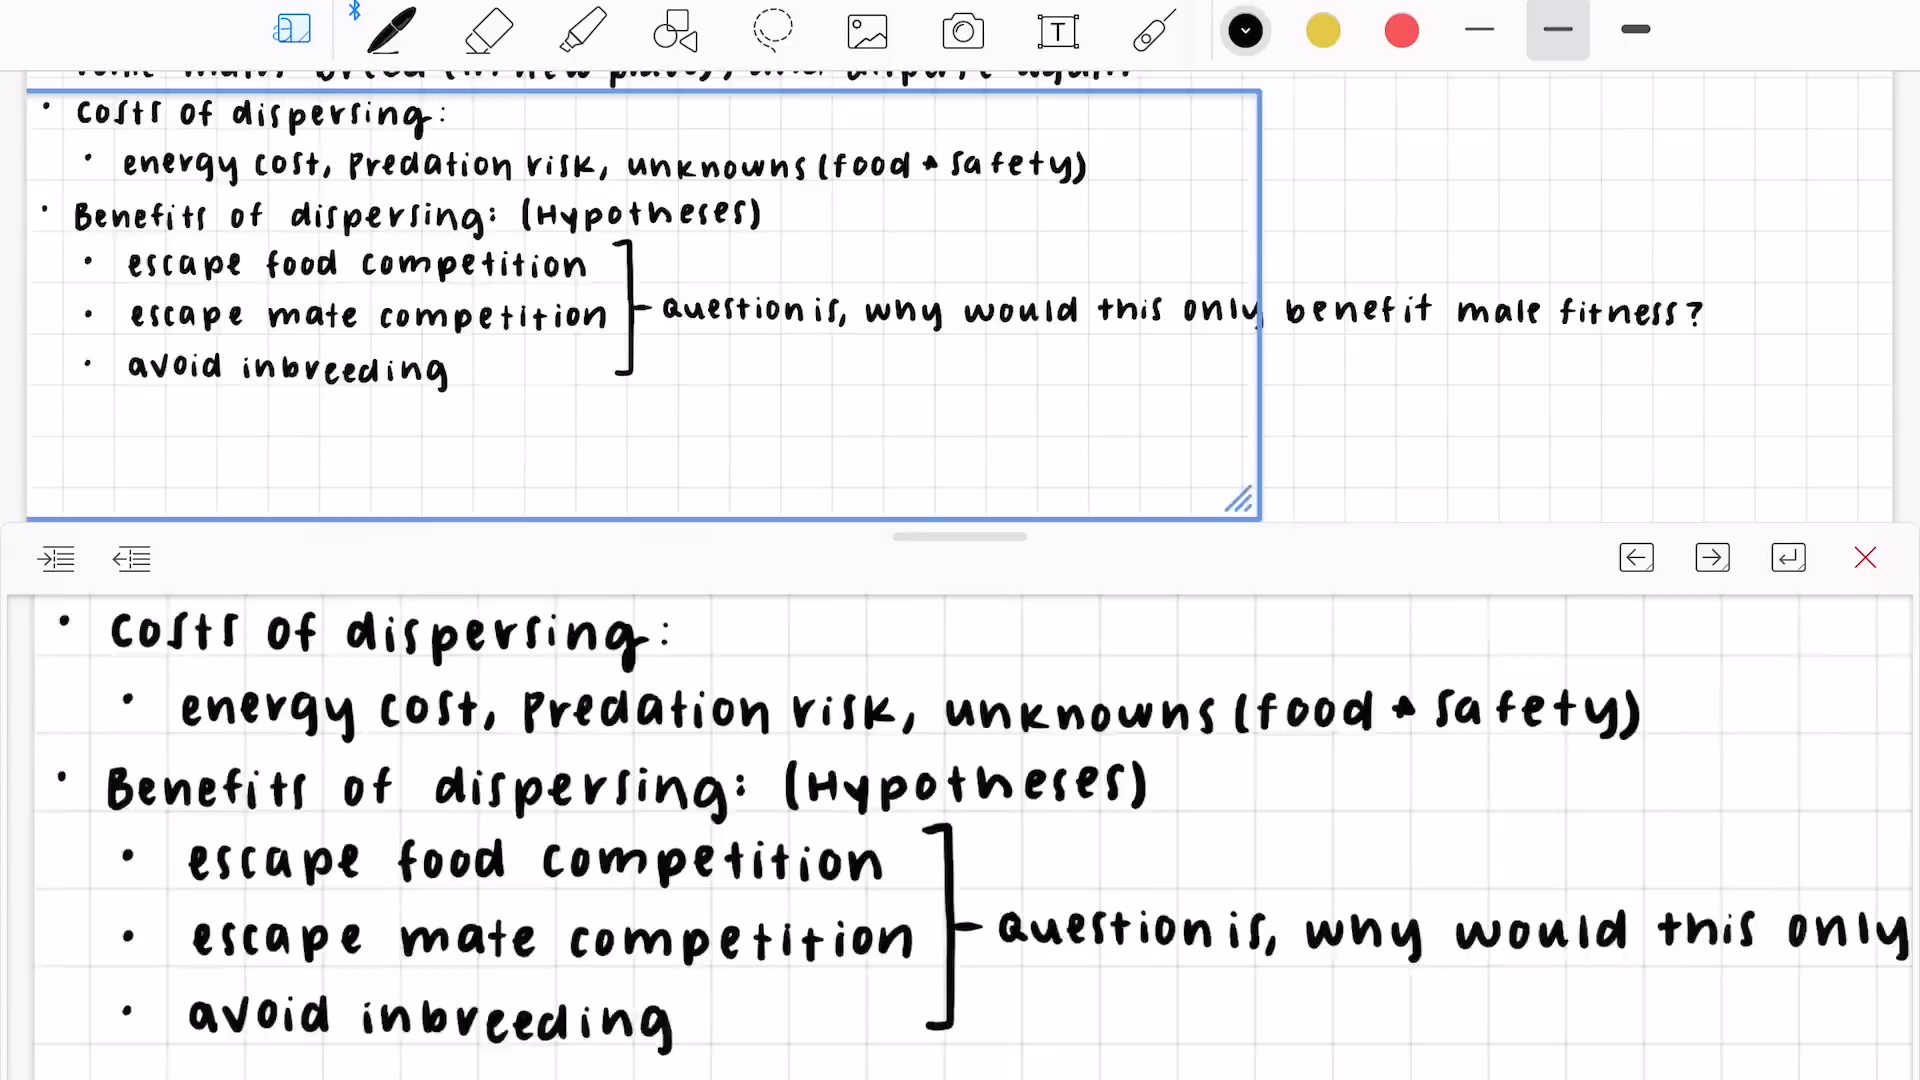 • Costs of dispersing:
• energy cost, predation risk, unknowns (food + safety)
• Benefits of dispersing: (Hypotheses)
• escape food competition
• escape mate competition
question is, why would this only benefit male fitness?
• avoid inbreeding
• Costs of dispersing:
• energy cost, predation risk, unknowns (food + safety)
• Benefits of dispersing: (Hypotheses)
• escape food competition
• escape mate competition
question is, why would this only
• avoid inbreeding